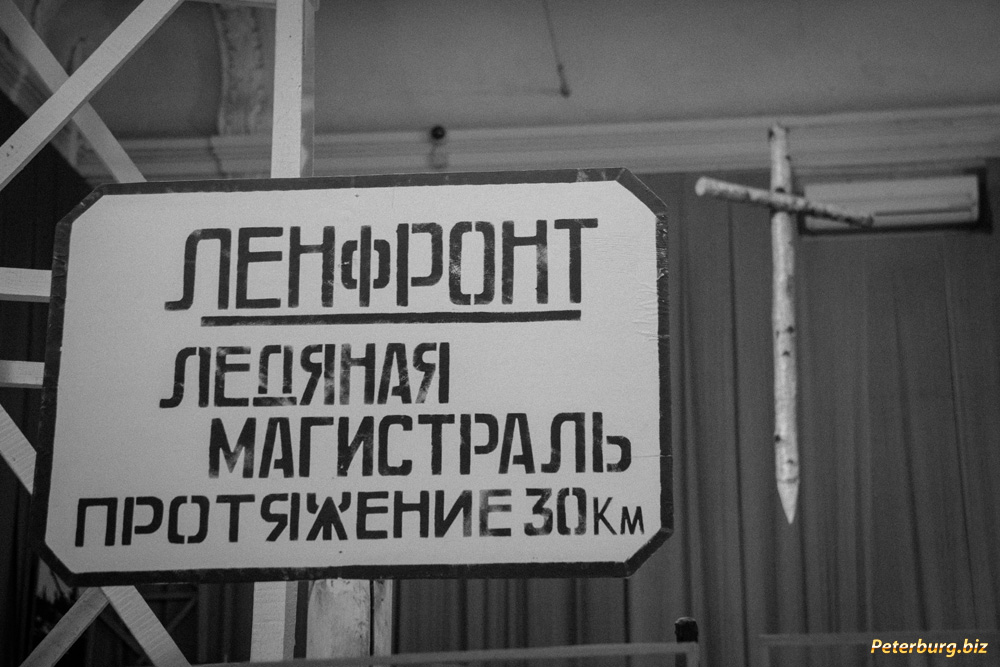 ЛЕНФРОНТ
ЛЕДЯНАЯ
МАГИСТРАЛЬ
ПРОТЯЖЕНИЕ 30 КМ
Peterburg.biz